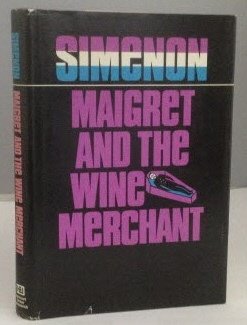 SIMENON
MAIGRET AND THE WINE MERCHANT
SIMENON
MAIGRET
AND THE
WINE
MERCHANT